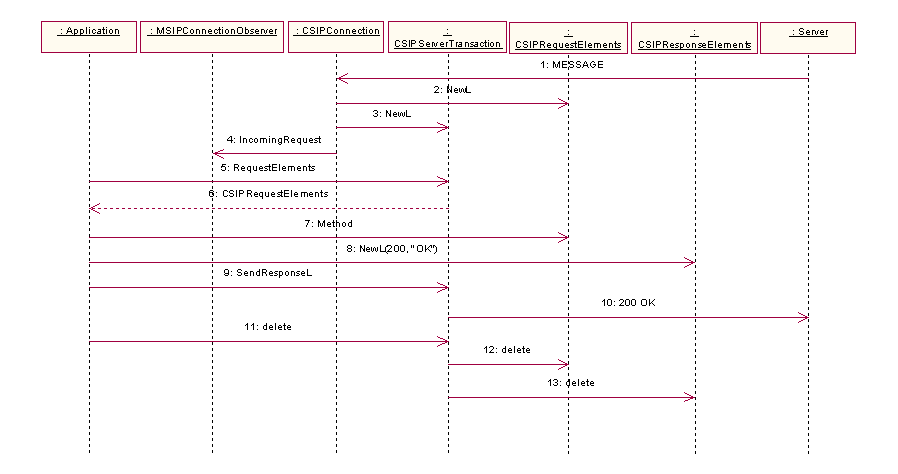 : Application
: MSIPConnectionObserver
: CSIPConnection
:
CSIPServerTransaction
:
CSIPRequestElements
:
CSIPResponseElements
: Server
1: MESSAGE
2: NewL
3: NewL
4: IncomingRequest
5: RequestElements
6: CSIPRequestElements
7: Method
8: NewL(200, "OK")
9: SendResponseL
10: 200 OK
11: delete
12: delete
13: delete